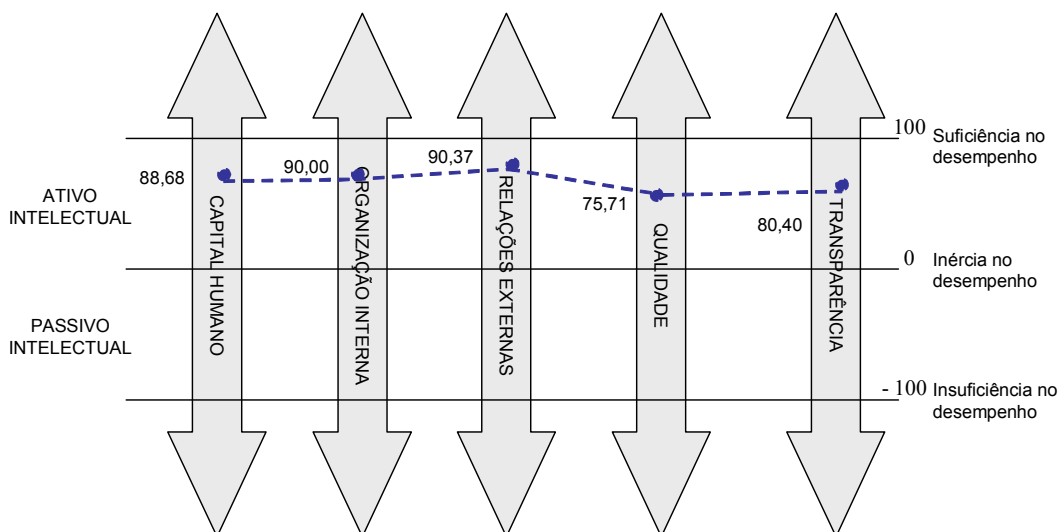 100
Suficiência no
desempenho
88,68
90,00
90,37
75,71
80,40
ATIVO
INTELECTUAL
CAPITAL HUMANO
ORGANIZAÇÃO INTERNA
RELAÇÕES EXTERNAS
QUALIDADE
TRANSPARÊNCIA
0
Inércia no
desempenho
PASSIVO
INTELECTUAL
- 100
Insuficiência no
desempenho